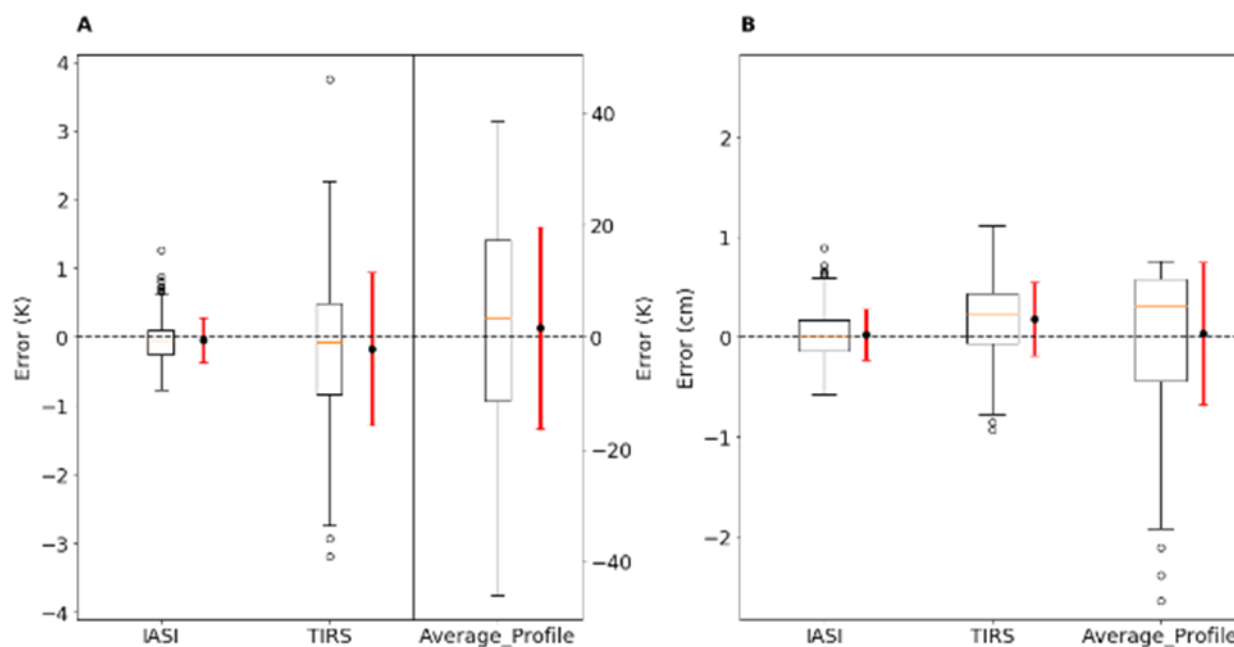 A
B
Error (K)
4
3
2
1
0
−1
−2
−3
−4
IASI
TIRS
Average_Profile
40
20
0
−20
−40
Error (K)
Error (cm)
2
1
0
−1
−2
IASI
TIRS
Average_Profile